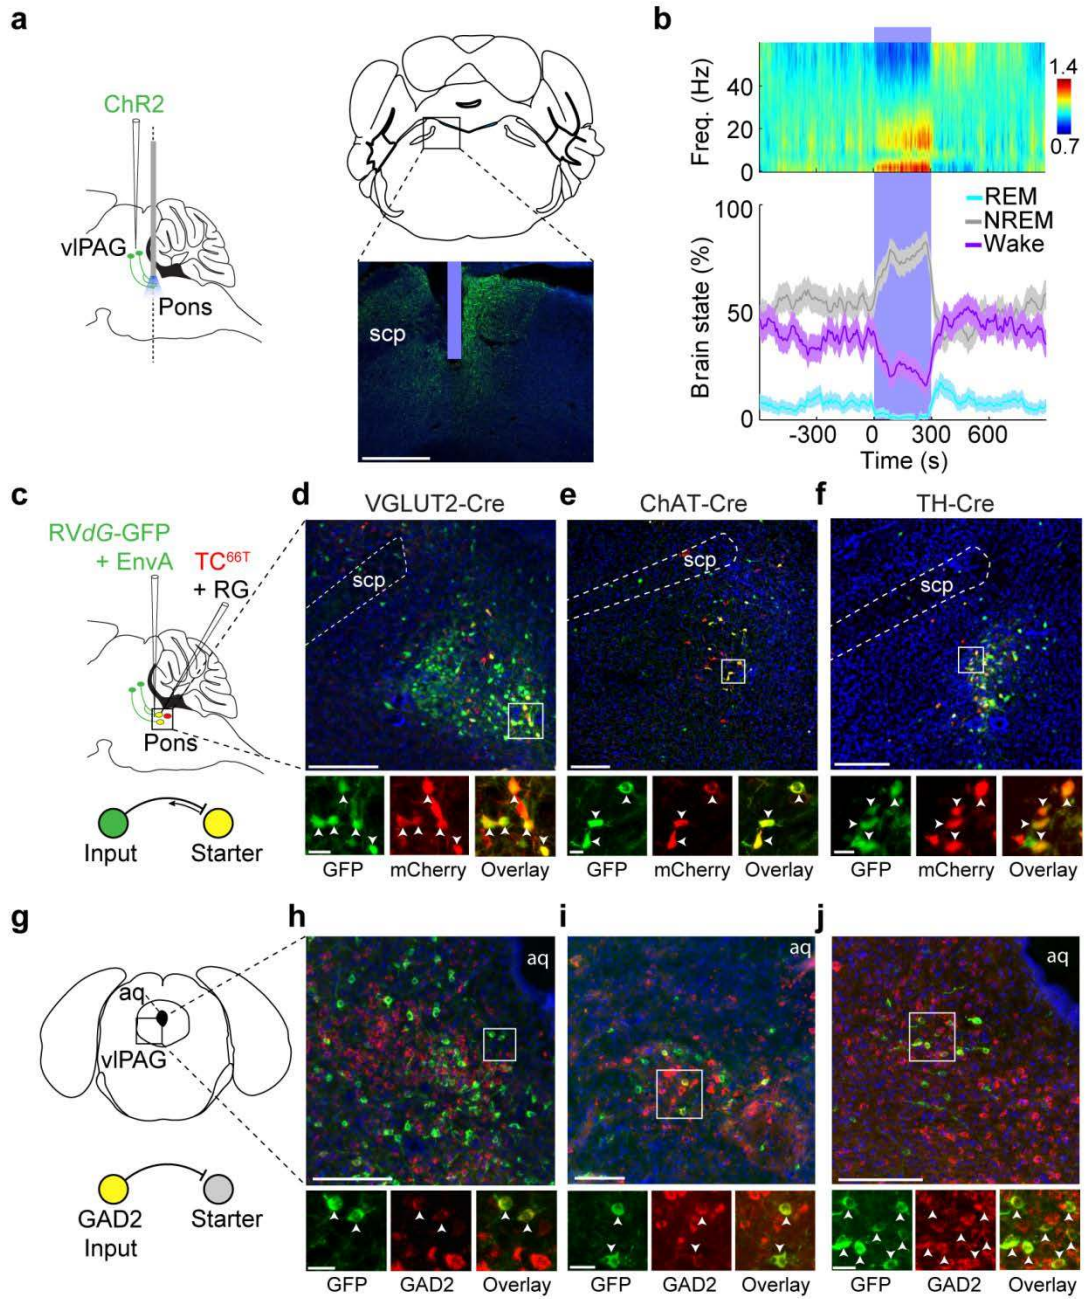 a
ChR2
vlPAG
Pons
scp
b
Freq. (Hz)
40
20
0
1.4
0.7
REM
NREM
Wake
Brain state (%)
100
50
0
-300
0
300
600
Time (s)
c
RVdG-GFP
+ EnvA
TC66T
+ RG
Pons
Input
Starter
d
VGLUT2-Cre
scp
GFP
mCherry
Overlay
e
ChAT-Cre
scp
GFP
mCherry
Overlay
f
TH-Cre
scp
GFP
mCherry
Overlay
g
aq
vlPAG
GAD2
Input
Starter
h
aq
GFP
GAD2
Overlay
i
aq
GFP
GAD2
Overlay
j
aq
GFP
GAD2
Overlay